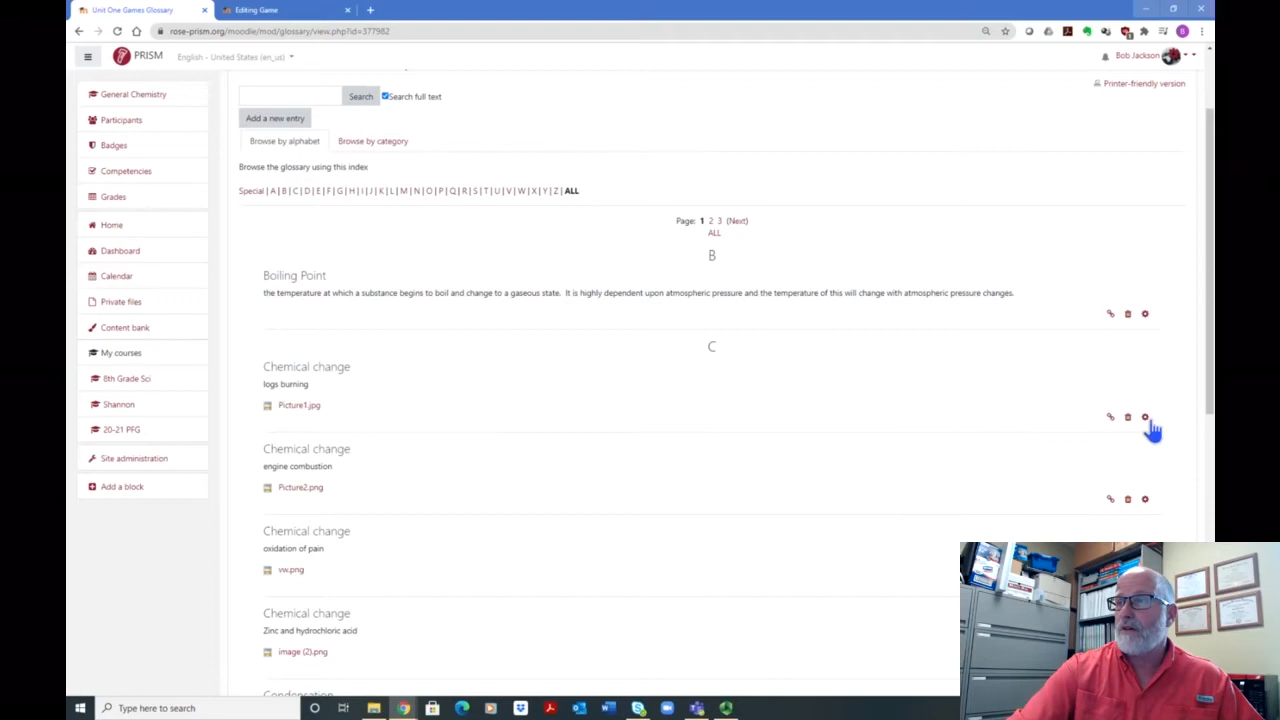 Unit One Games Glossary
Editing Game
rose-prism.org/moodle/mod/glossary/view.php?id=377982
PRISM
English - United States (en_us)
Bob Jackson
General Chemistry
Participants
Badges
Competencies
Grades
Home
Dashboard
Calendar
Private files
Content bank
My courses
8th Grade Sci
Shannon
20-21 PFG
Site administration
Add a block
Printer-friendly version
Search
Search full text
Add a new entry
Browse by alphabet
Browse by category
Browse the glossary using this index
Special | A | B | C | D | E | F | G | H | I | J | K | L | M | N | O | P | Q | R | S | T | U | V | W | X | Y | Z | ALL
Page: 1 2 3 (Next)
ALL
B
Boiling Point
the temperature at which a substance begins to boil and change to a gaseous state. It is highly dependent upon atmospheric pressure and the temperature of this will change with atmospheric pressure changes.
C
Chemical change
logs burning
Picture1.jpg
Chemical change
engine combustion
Picture2.png
Chemical change
oxidation of pain
vw.png
Chemical change
Zinc and hydrochloric acid
image (2).png
Condensation
Type here to search